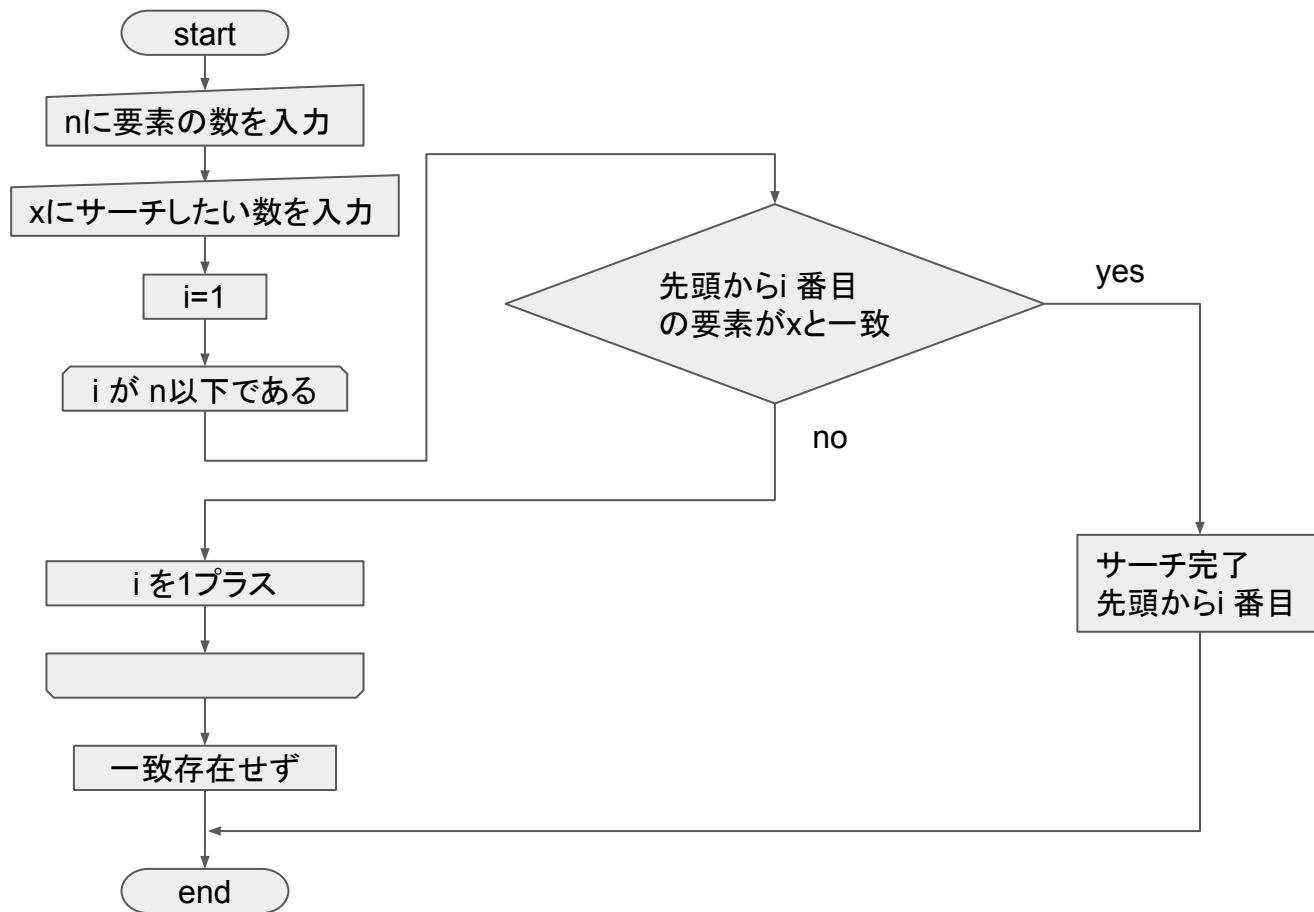 start
nに要素の数を入力
xにサーチしたい数を入力
i=1
i が n以下である
先頭からi 番目
の要素がxと一致
yes
no
i を1プラス
サーチ完了
先頭からi 番目
一致存在せず
end